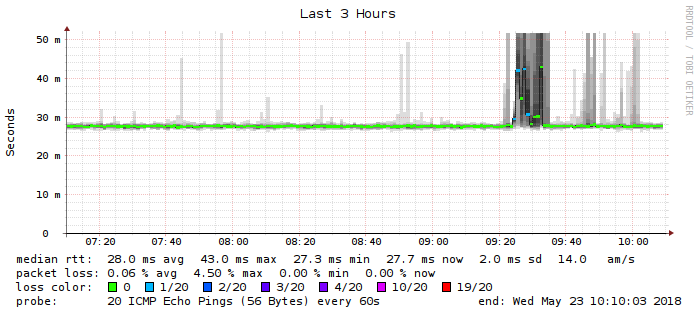 Last 3 Hours
RRDTOOL / TOBI OETIKER
Seconds
50 m
40 m
30 m
20 m
10 m
0
07:20 07:40 08:00 08:20 08:40 09:00 09:20 09:40 10:00
median rtt: 28.0 ms avg 43.0 ms max 27.3 ms min 27.7 ms now 2.0 ms sd 14.0 am/s
packet loss: 0.06 % avg 4.50 % max 0.00 % min 0.00 % now
loss color: 0 1/20 2/20 3/20 4/20 10/20 19/20
probe: 20 ICMP Echo Pings (56 Bytes) every 60s end: Wed May 23 10:10:03 2018